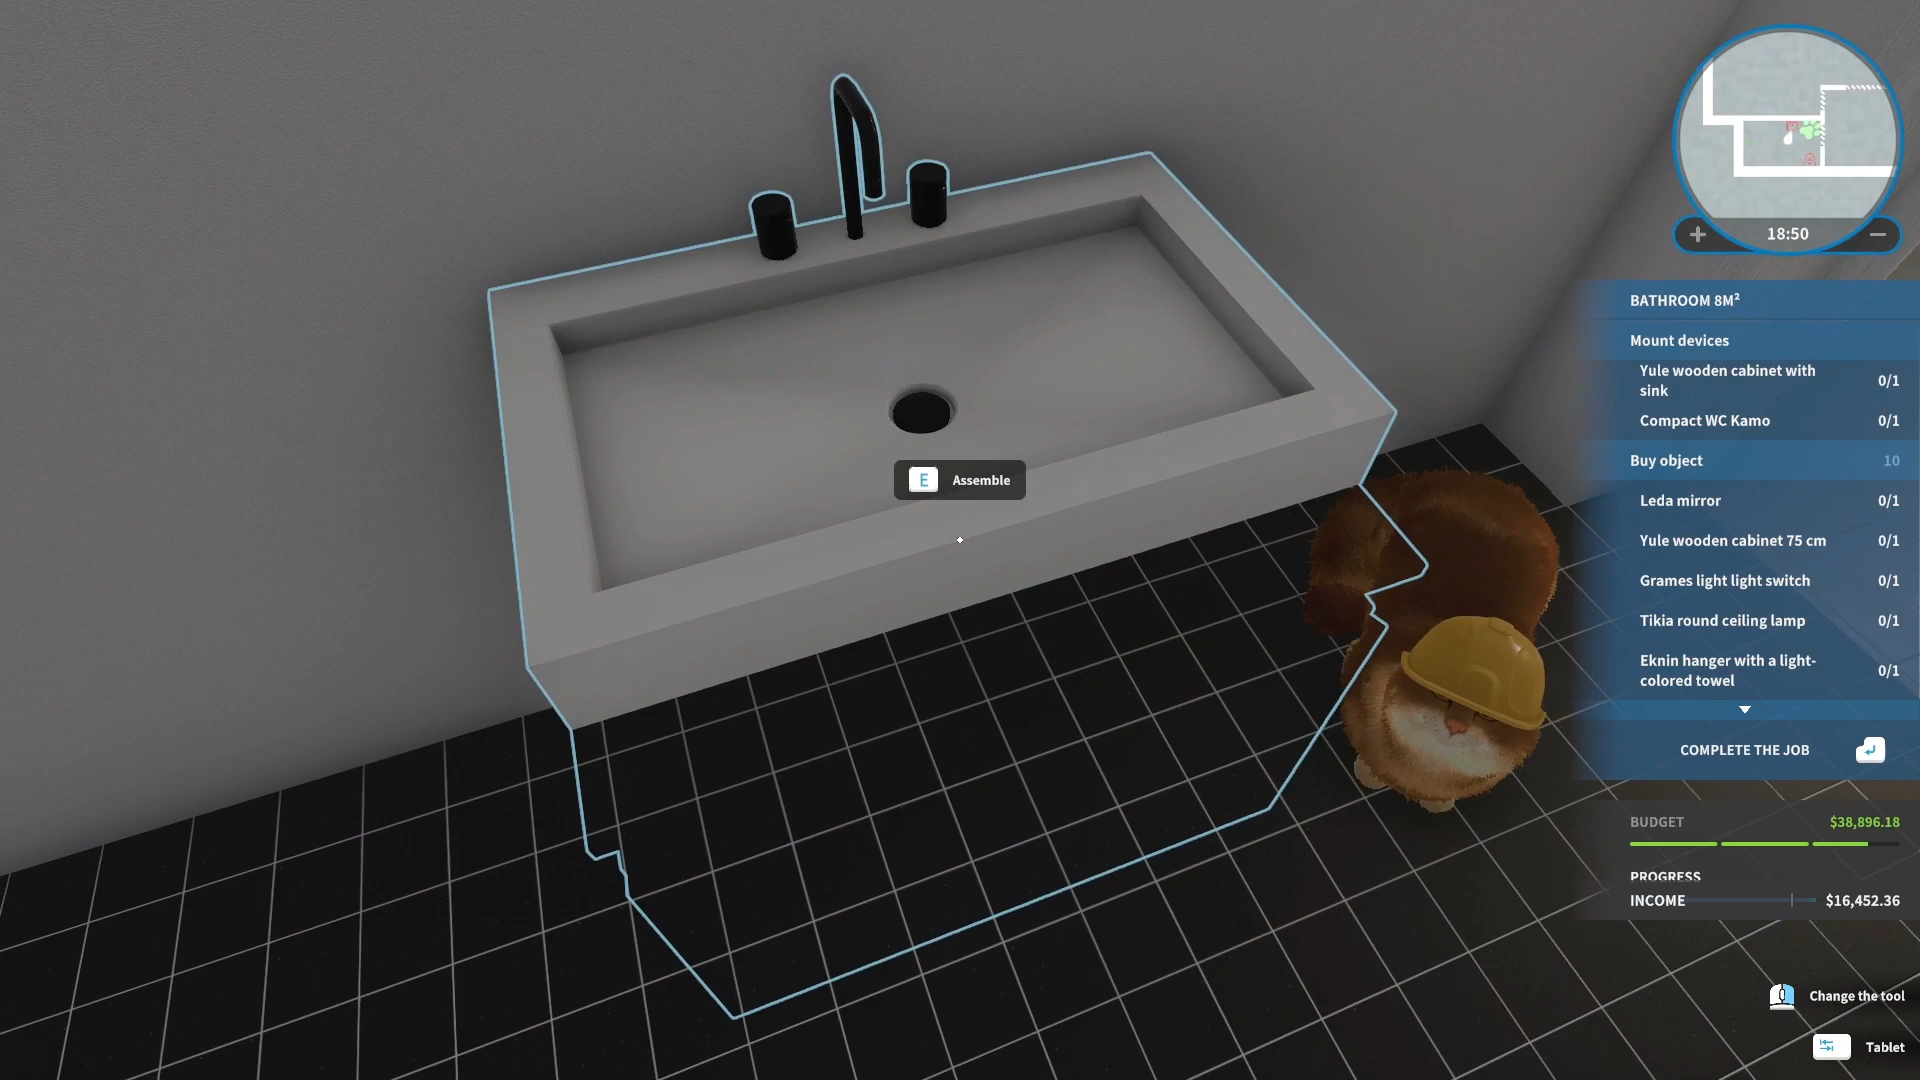 18:50
BATHROOM 8M²
Mount devices
Yule wooden cabinet with
sink
0/1
Compact WC Kamo 0/1
Buy object 10
Leda mirror 0/1
Yule wooden cabinet 75 cm 0/1
Grames light light switch 0/1
Tikia round ceiling lamp 0/1
Eknin hanger with a light-
colored towel
0/1
COMPLETE THE JOB
BUDGET $38,896.18
PROGRESS
INCOME $16,452.36
E Assemble
Change the tool
Tablet